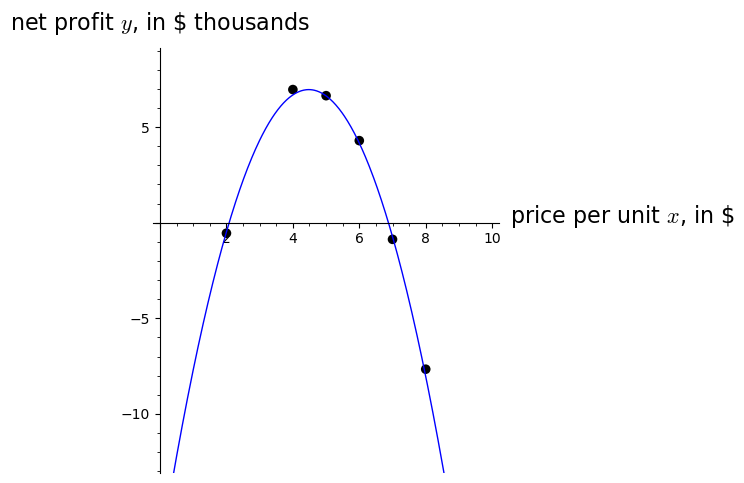 net profit y, in $ thousands
5
price per unit x, in $
2 4 6 8 10
−5
−10